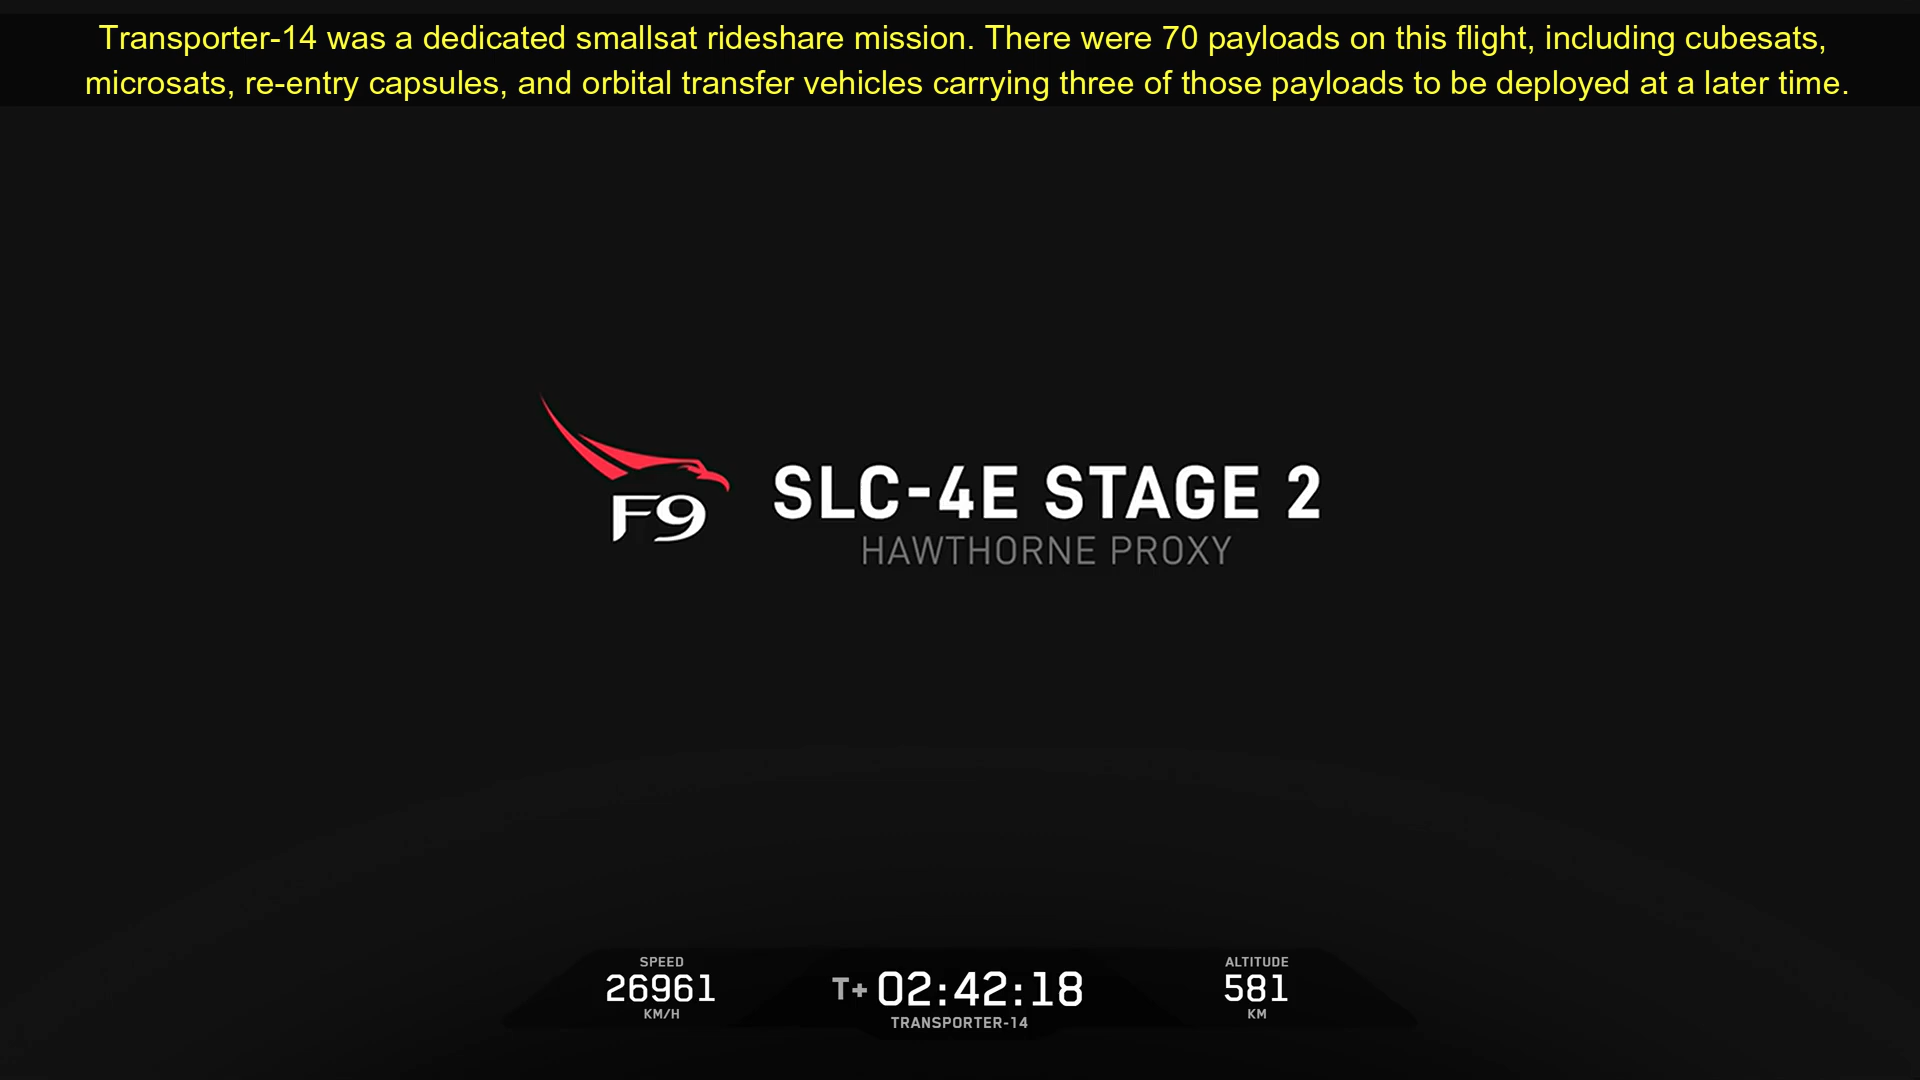 Transporter-14 was a dedicated smallsat rideshare mission. There were 70 payloads on this flight, including cubesats,
microsats, re-entry capsules, and orbital transfer vehicles carrying three of those payloads to be deployed at a later time.
F9
SLC-4E STAGE 2
HAWTHORNE PROXY
SPEED
26961
KM/H
T+ 02:42:18
TRANSPORTER-14
ALTITUDE
581
KM